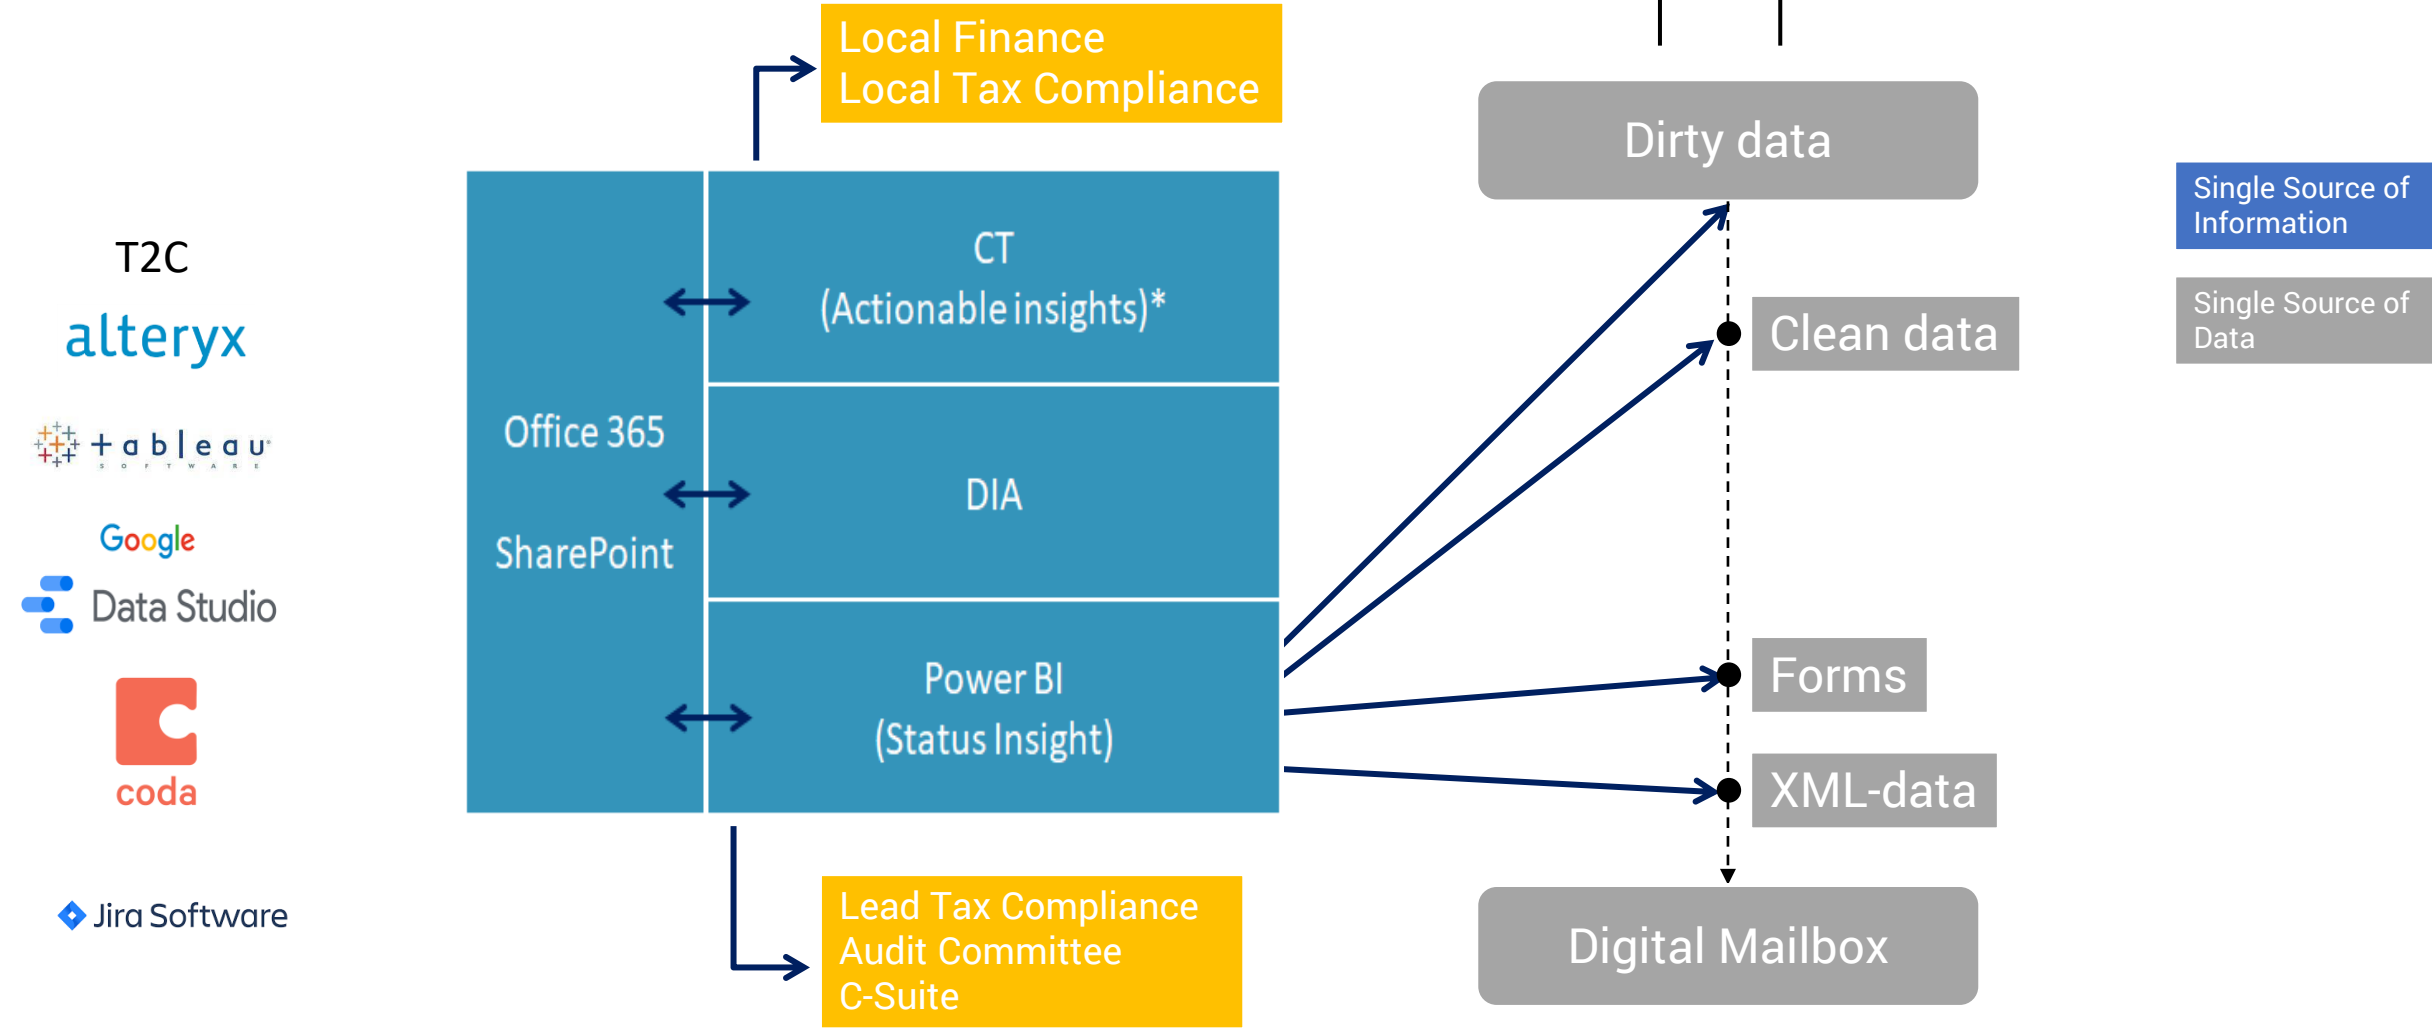 Local Finance
Local Tax Compliance
Dirty data
Single Source of
Information
Single Source of
Data
T2C
alteryx
+ableau
SOFTWARE
Google
Data Studio
coda
Jira Software
Office 365
SharePoint
CT
(Actionable insights)*
DIA
Power BI
(Status Insight)
Clean data
Forms
XML-data
Lead Tax Compliance
Audit Committee
C-Suite
Digital Mailbox